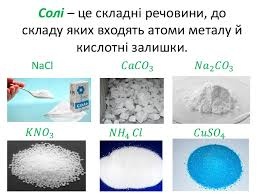 Солі – це складні речовини, до
складу яких входять атоми металу й
кислотні залишки.
NaCl CaCO₃ Na₂CO₃
KNO₃ NH₄ Cl CuSO₄